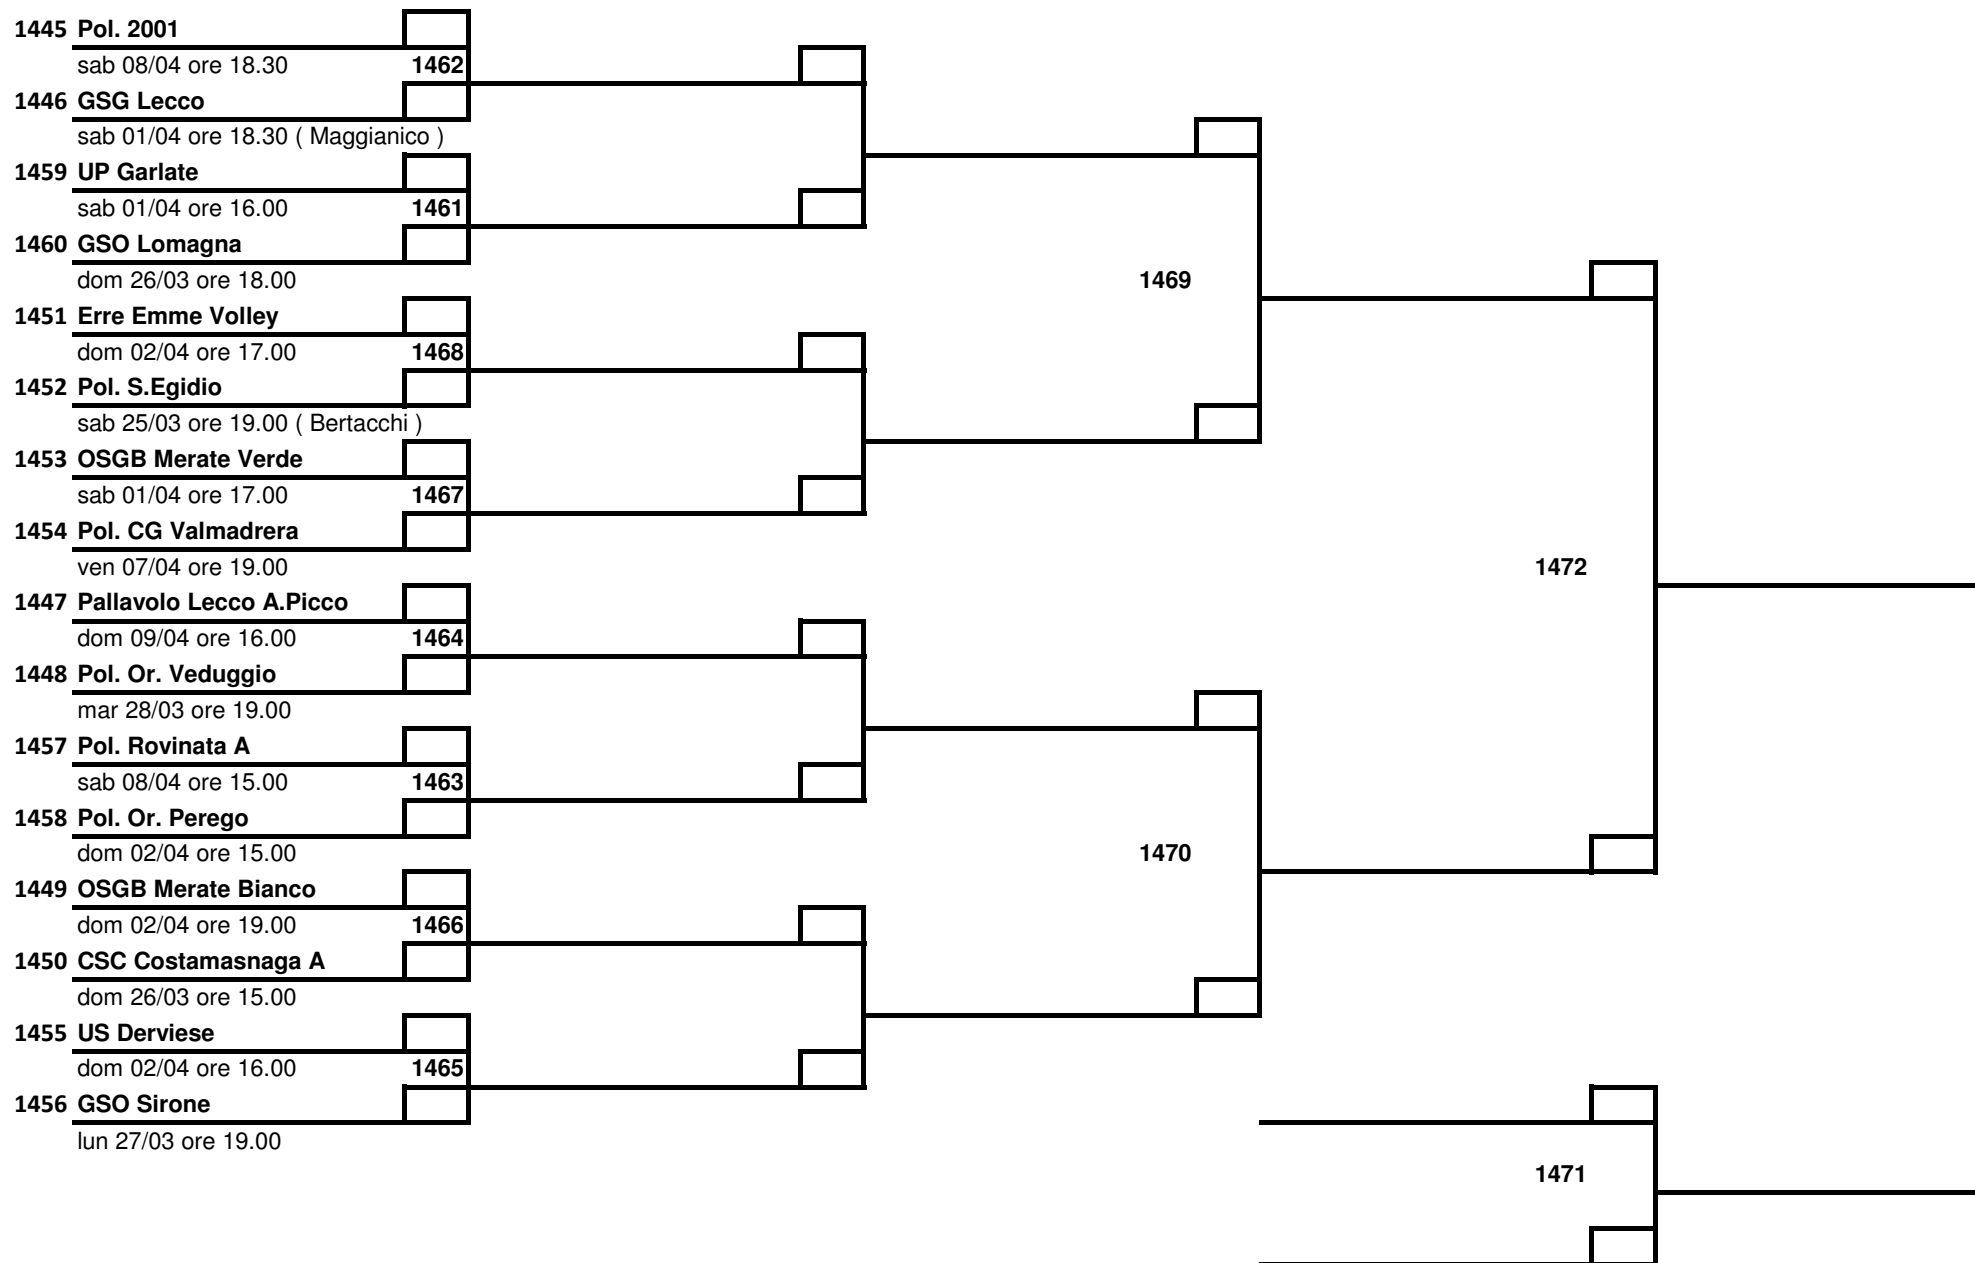 1445 Pol. 2001
sab 08/04 ore 18.30 1462
1446 GSG Lecco
sab 01/04 ore 18.30 ( Maggianico )
1459 UP Garlate
sab 01/04 ore 16.00 1461
1460 GSO Lomagna
dom 26/03 ore 18.00 1469
1451 Erre Emme Volley
dom 02/04 ore 17.00 1468
1452 Pol. S.Egidio
sab 25/03 ore 19.00 ( Bertacchi )
1453 OSGB Merate Verde
sab 01/04 ore 17.00 1467
1454 Pol. CG Valmadrera
ven 07/04 ore 19.00 1472
1447 Pallavolo Lecco A.Picco
dom 09/04 ore 16.00 1464
1448 Pol. Or. Veduggio
mar 28/03 ore 19.00
1457 Pol. Rovinata A
sab 08/04 ore 15.00 1463
1458 Pol. Or. Perego
dom 02/04 ore 15.00 1470
1449 OSGB Merate Bianco
dom 02/04 ore 19.00 1466
1450 CSC Costamasnaga A
dom 26/03 ore 15.00
1455 US Derviese
dom 02/04 ore 16.00 1465
1456 GSO Sirone
lun 27/03 ore 19.00
1471